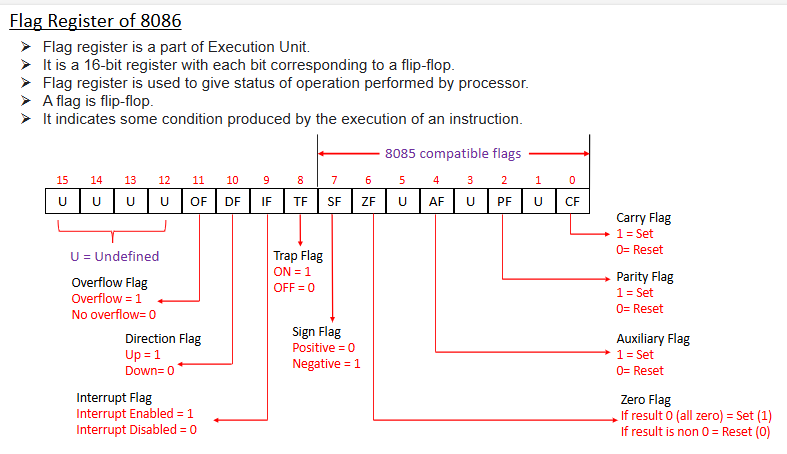 Flag Register of 8086
➢ Flag register is a part of Execution Unit.
➢ It is a 16-bit register with each bit corresponding to a flip-flop.
➢ Flag register is used to give status of operation performed by processor.
➢ A flag is flip-flop.
➢ It indicates some condition produced by the execution of an instruction.
8085 compatible flags
15 14 13 12 11 10 9 8 7 6 5 4 3 2 1 0
U U U U OF DF IF TF SF ZF U AF U PF U CF
U = Undefined
Overflow Flag
Overflow = 1
No overflow= 0
Direction Flag
Up = 1
Down= 0
Interrupt Flag
Interrupt Enabled = 1
Interrupt Disabled = 0
Trap Flag
ON = 1
OFF = 0
Sign Flag
Positive = 0
Negative = 1
Carry Flag
1 = Set
0= Reset
Parity Flag
1 = Set
0= Reset
Auxiliary Flag
1 = Set
0= Reset
Zero Flag
If result 0 (all zero) = Set (1)
If result is non 0 = Reset (0)